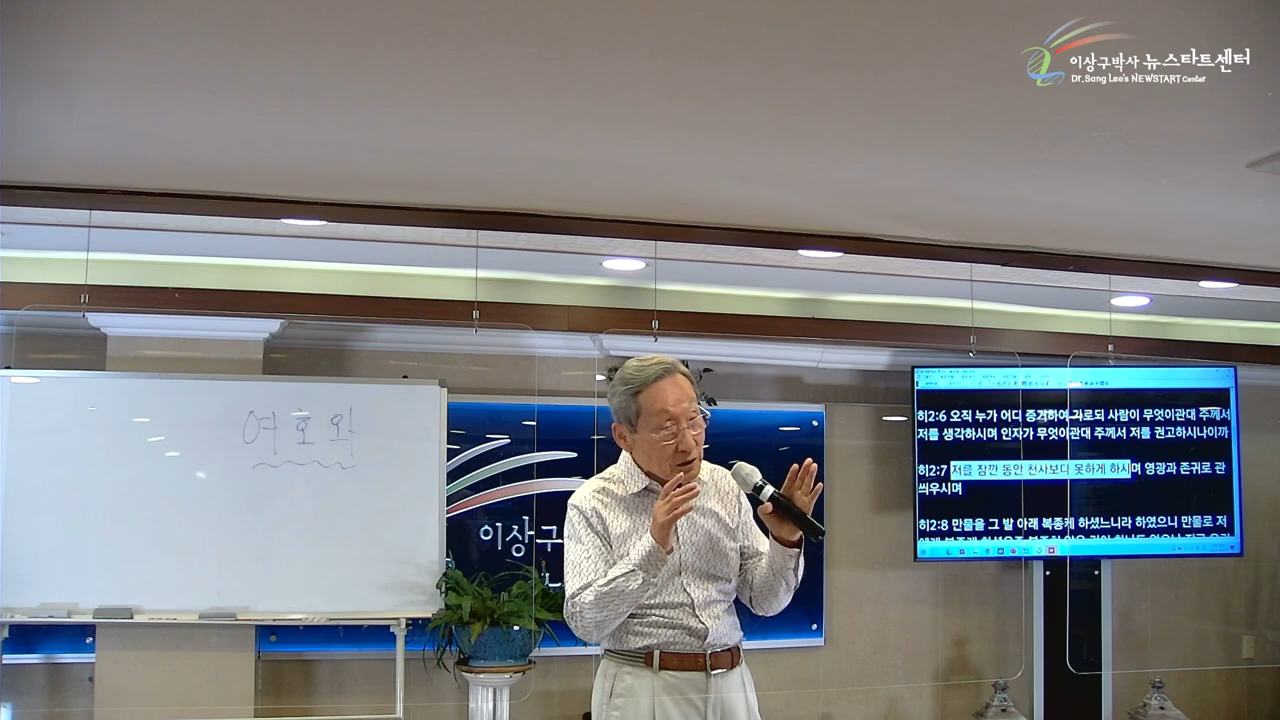 이상구박사 뉴스타트센터
Dr. Sang Lee's NEWSTART Center
여호와
이상구
히2:6 오직 누가 어디 증거하여 가로되 사람이 무엇이관대 주께서
저를 생각하시며 인자가 무엇이관대 주께서 저를 권고하시나이까
히2:7 저를 잠깐 동안 천사보다 못하게 하시며 영광과 존귀로 관
씌우시며
히2:8 만물을 그 발 아래 복종케 하셨느니라 하였으니 만물로 저